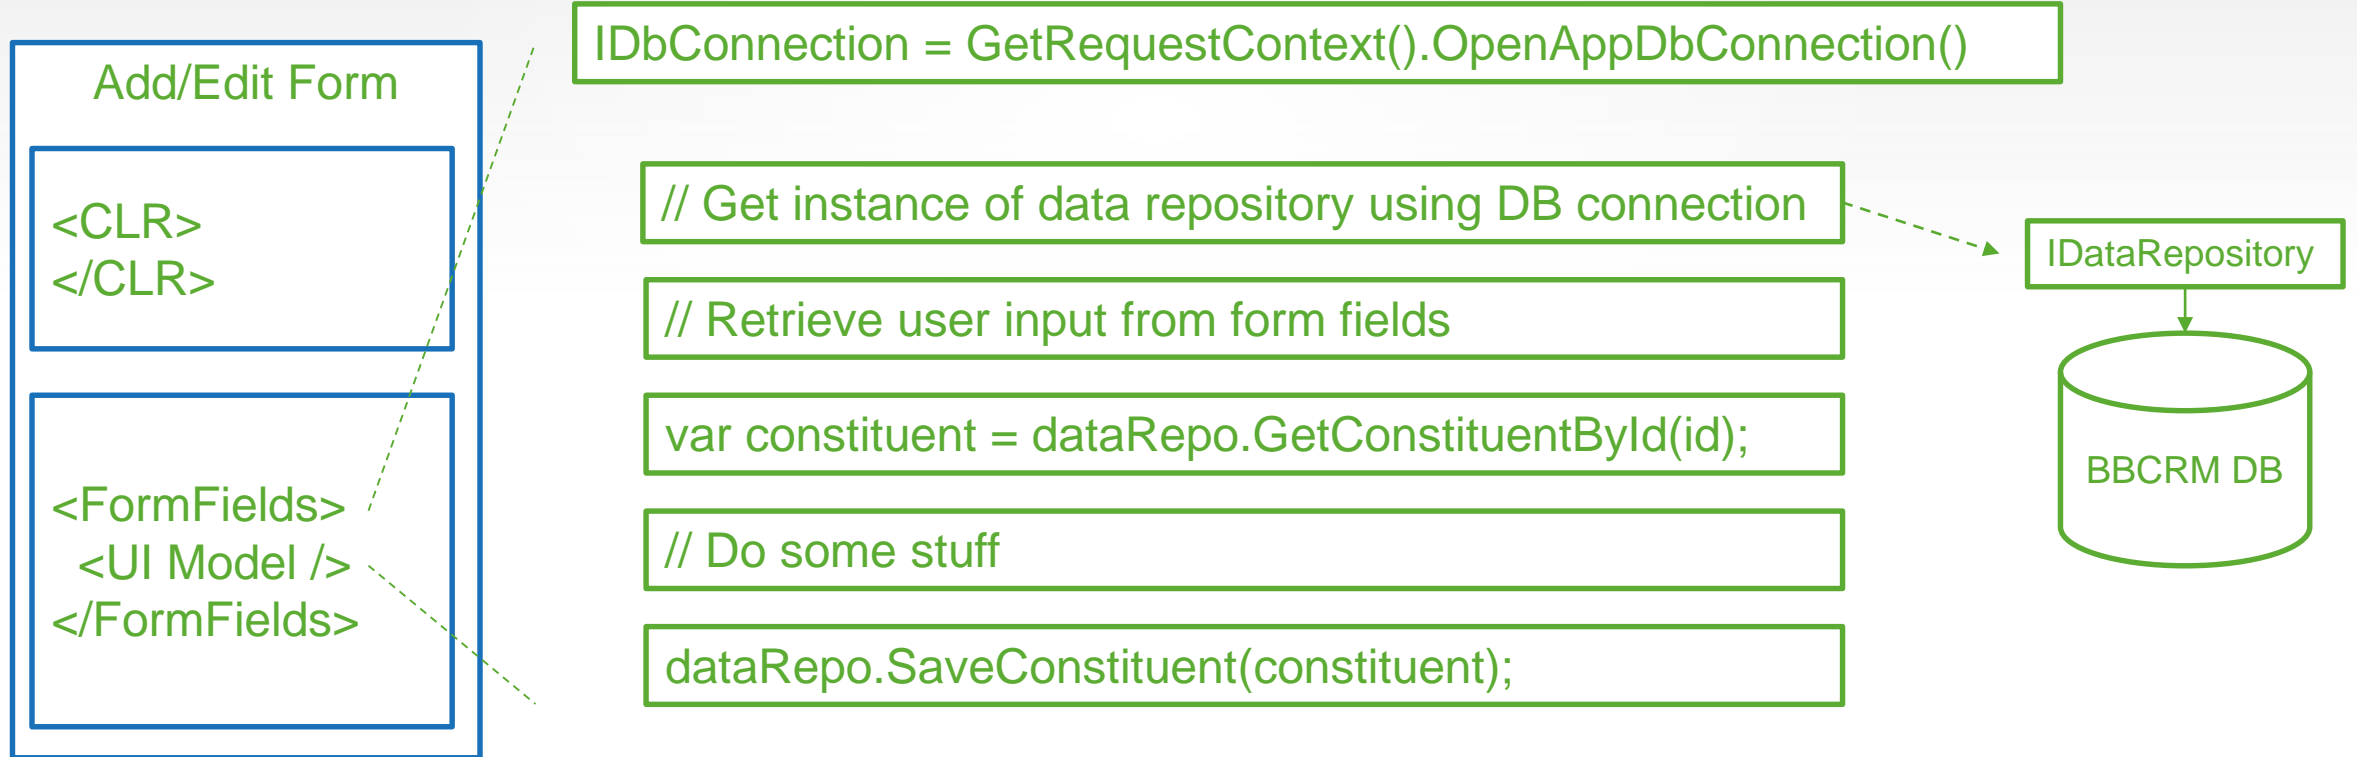 IDbConnection = GetRequestContext().OpenAppDbConnection()
Add/Edit Form
<CLR>
</CLR>
<FormFields>
<UI Model />
</FormFields>
// Get instance of data repository using DB connection
// Retrieve user input from form fields
var constituent = dataRepo.GetConstituentById(id);
// Do some stuff
dataRepo.SaveConstituent(constituent);
IDataRepository
BBCRM DB